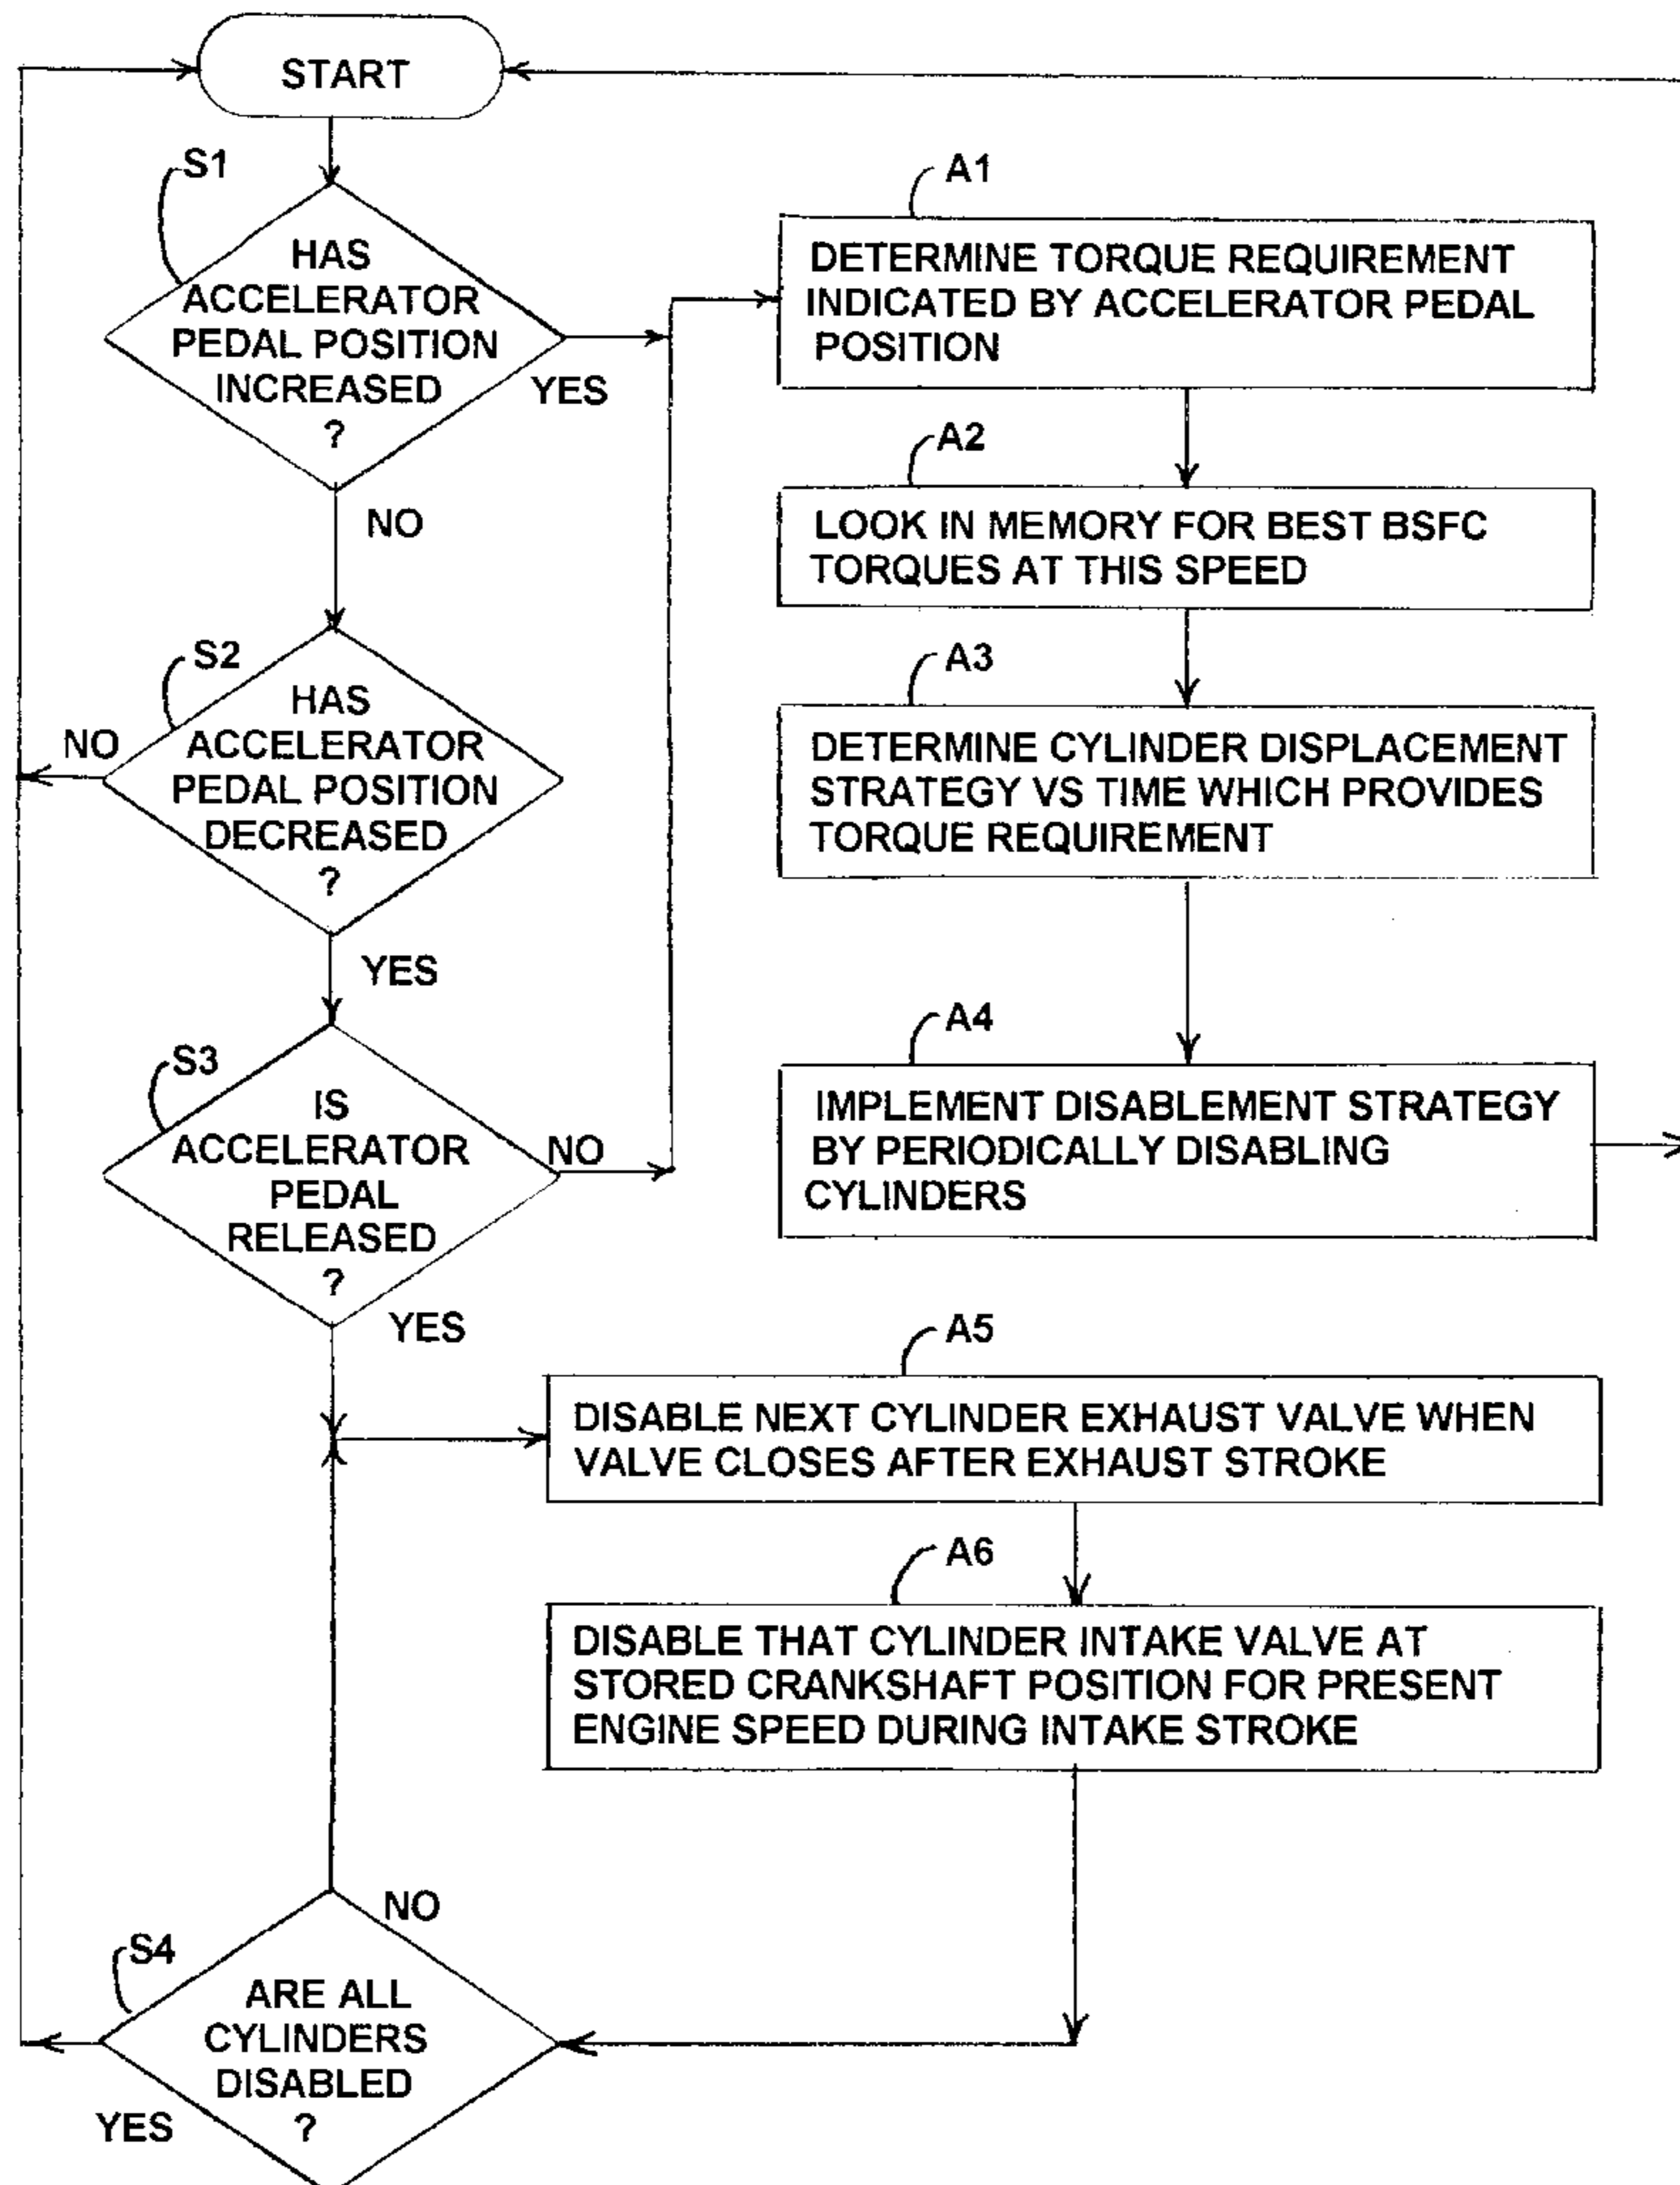 START
S1
HAS
ACCELERATOR
PEDAL POSITION
INCREASED
?
YES
NO
A1
DETERMINE TORQUE REQUIREMENT
INDICATED BY ACCELERATOR PEDAL
POSITION
A2
LOOK IN MEMORY FOR BEST BSFC
TORQUES AT THIS SPEED
S2
HAS
ACCELERATOR
PEDAL POSITION
DECREASED
?
NO
YES
A3
DETERMINE CYLINDER DISPLACEMENT
STRATEGY VS TIME WHICH PROVIDES
TORQUE REQUIREMENT
S3
IS
ACCELERATOR
PEDAL
RELEASED
?
NO
YES
A4
IMPLEMENT DISABLEMENT STRATEGY
BY PERIODICALLY DISABLING
CYLINDERS
A5
DISABLE NEXT CYLINDER EXHAUST VALVE WHEN
VALVE CLOSES AFTER EXHAUST STROKE
A6
DISABLE THAT CYLINDER INTAKE VALVE AT
STORED CRANKSHAFT POSITION FOR PRESENT
ENGINE SPEED DURING INTAKE STROKE
NO
S4
ARE ALL
CYLINDERS
DISABLED
?
YES